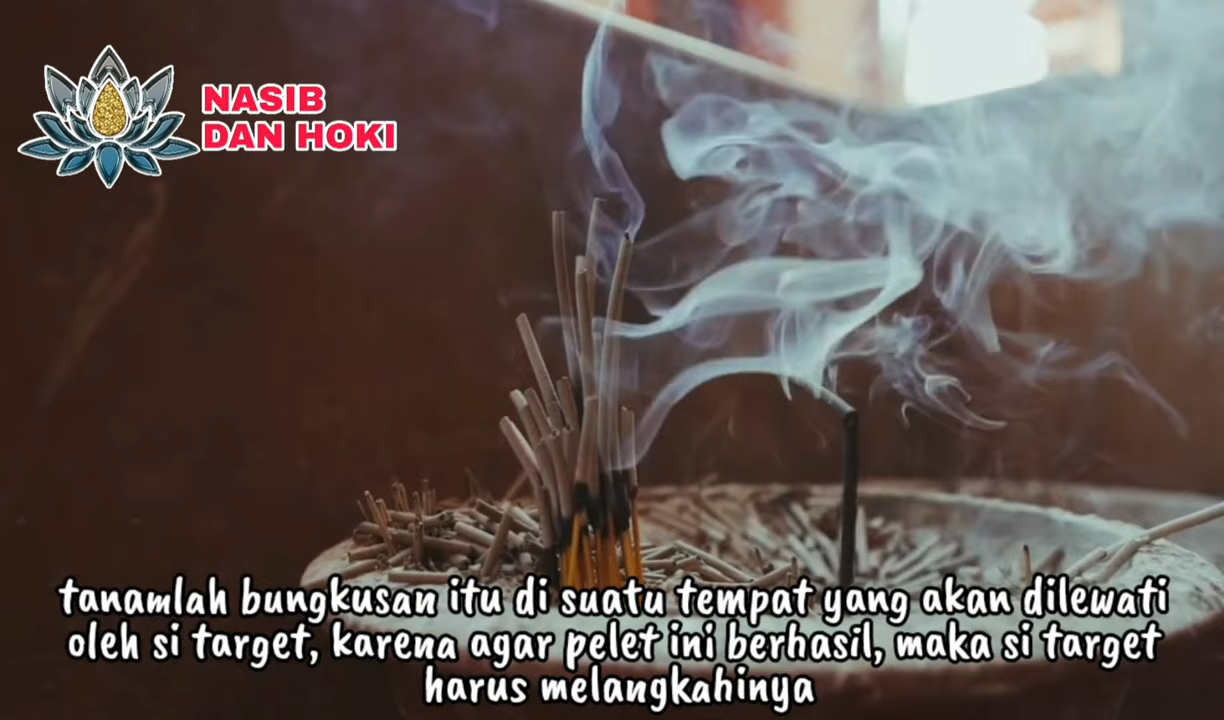 NASIB
DAN HOKI
tanamlah bungkusan itu di suatu tempat yang akan dilewati
oleh si target, karena agar pelet ini berhasil, maka si target
harus melangkahinya